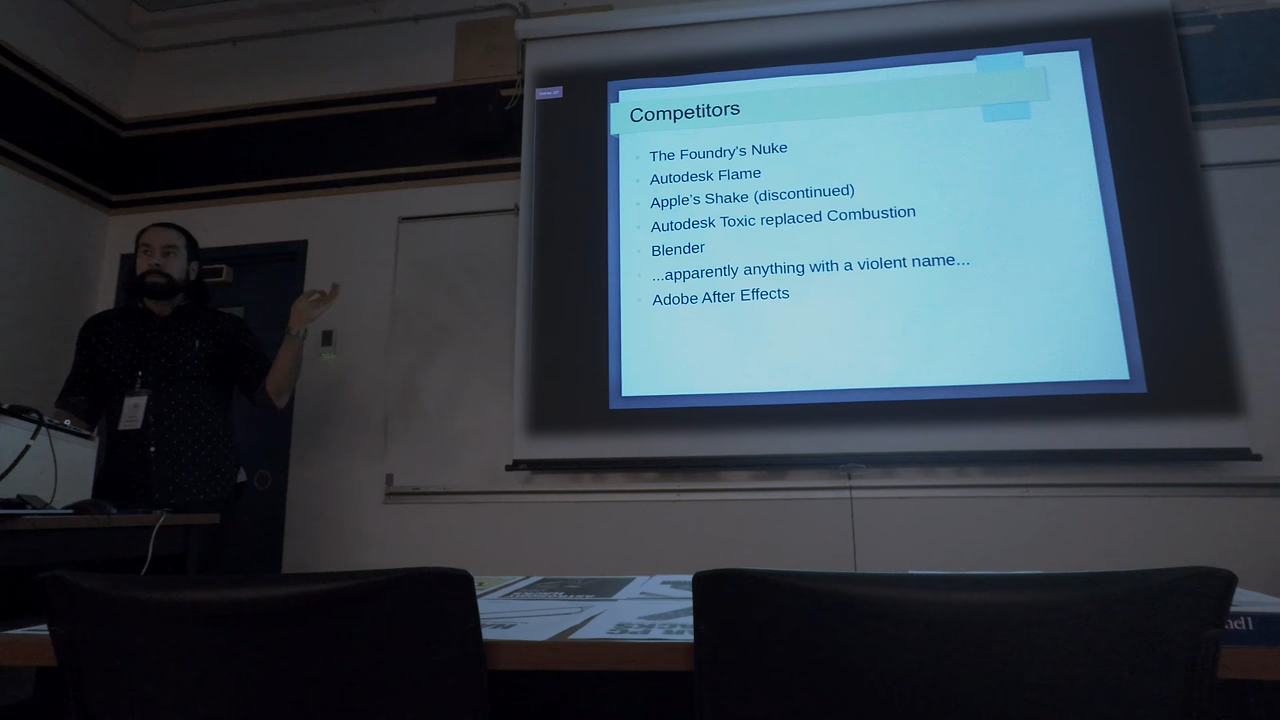 Competitors
The Foundry's Nuke
Autodesk Flame
Apple's Shake (discontinued)
Autodesk Toxic replaced Combustion
Blender
...apparently anything with a violent name...
Adobe After Effects